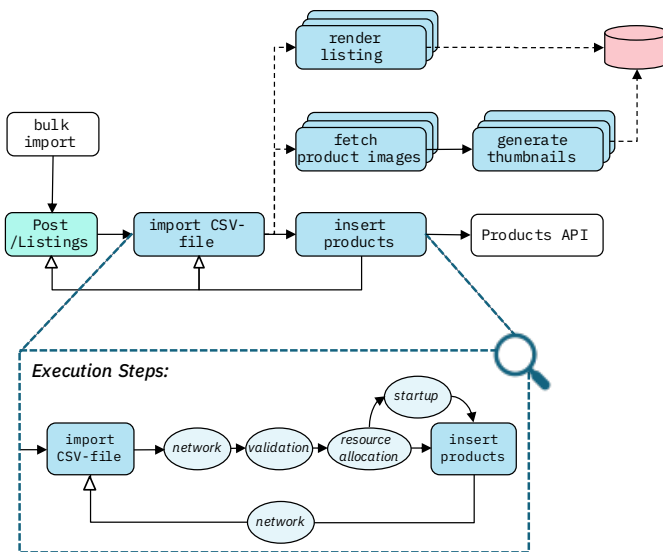 render
listing
bulk
import
fetch
product images
generate
thumbnails
Post
/Listings
import CSV-
file
insert
products
Products API
Execution Steps:
startup
import
CSV-file
network
validation
resource
allocation
insert
products
network